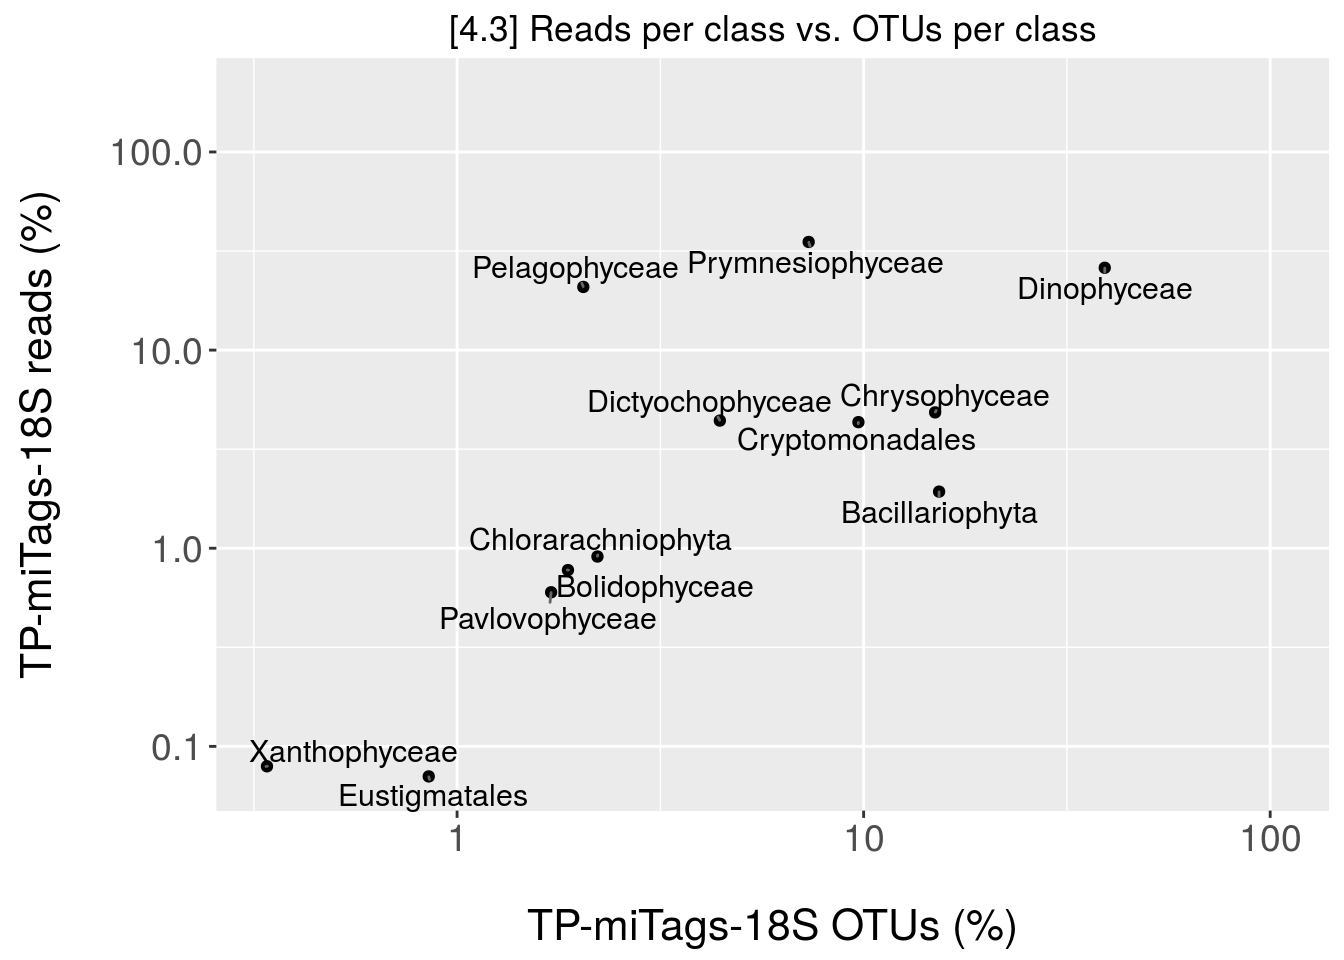 [4.3] Reads per class vs. OTUs per class
TP-miTags-18S reads (%)
100.0
10.0
1.0
0.1
Pelagophyceae
Prymnesiophyceae
Dinophyceae
Dictyochophyceae
Chrysophyceae
Cryptomonadales
Bacillariophyta
Chlorarachniophyta
Bolidophyceae
Pavlovophyceae
Xanthophyceae
Eustigmatales
1
10
100
TP-miTags-18S OTUs (%)